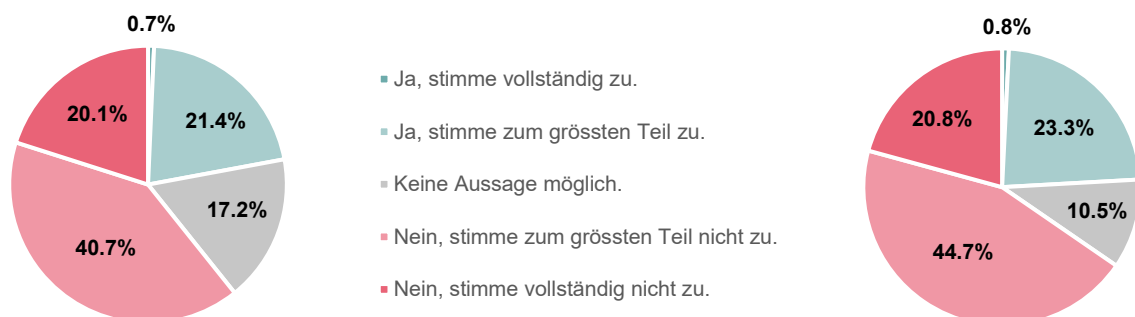 0.7%
20.1%
21.4%
17.2%
40.7%
Ja, stimme vollständig zu.
Ja, stimme zum grössten Teil zu.
Keine Aussage möglich.
Nein, stimme zum grössten Teil nicht zu.
Nein, stimme vollständig nicht zu.
0.8%
20.8%
23.3%
10.5%
44.7%